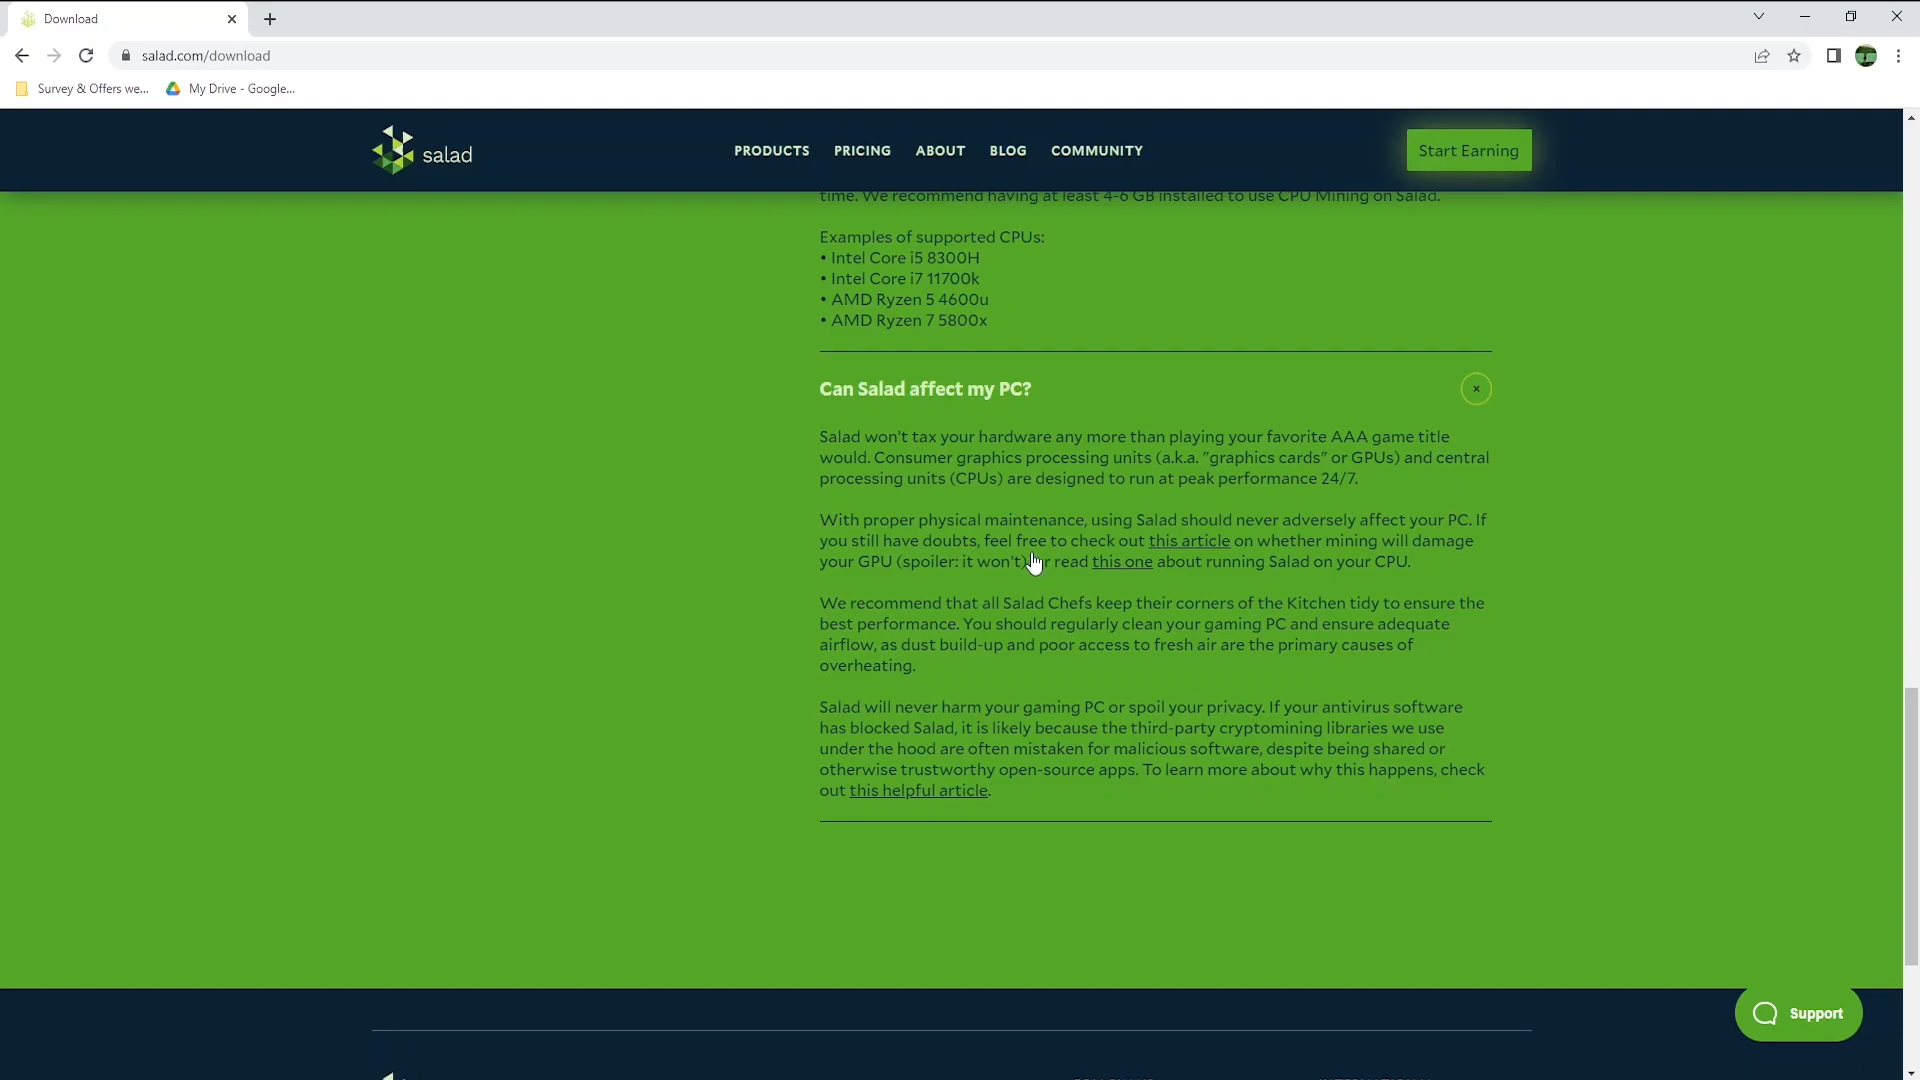 Download
salad.com/download
Survey & Offers we...
My Drive - Google...
salad
PRODUCTS
PRICING
ABOUT
BLOG
COMMUNITY
Start Earning
time. We recommend having at least 4-6 GB installed to use CPU Mining on Salad.
Examples of supported CPUs:
• Intel Core i5 8300H
• Intel Core i7 11700k
• AMD Ryzen 5 4600u
• AMD Ryzen 7 5800x
Can Salad affect my PC?
Salad won't tax your hardware any more than playing your favorite AAA game title
would. Consumer graphics processing units (a.k.a. "graphics cards" or GPUs) and central
processing units (CPUs) are designed to run at peak performance 24/7.
With proper physical maintenance, using Salad should never adversely affect your PC. If
you still have doubts, feel free to check out this article on whether mining will damage
your GPU (spoiler: it won't) or read this one about running Salad on your CPU.
We recommend that all Salad Chefs keep their corners of the Kitchen tidy to ensure the
best performance. You should regularly clean your gaming PC and ensure adequate
airflow, as dust build-up and poor access to fresh air are the primary causes of
overheating.
Salad will never harm your gaming PC or spoil your privacy. If your antivirus software
has blocked Salad, it is likely because the third-party cryptomining libraries we use
under the hood are often mistaken for malicious software, despite being shared or
otherwise trustworthy open-source apps. To learn more about why this happens, check
out this helpful article.
Support